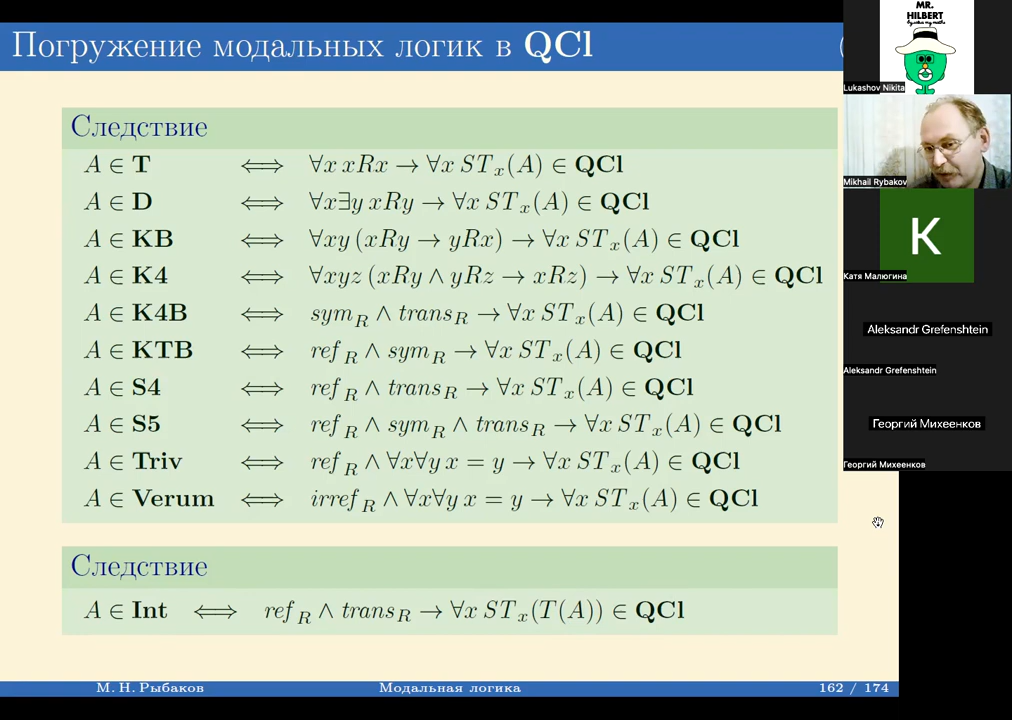 Погружение модальных логик в QCl
Следствие
A ∈ T ⟺ ∀x xRx → ∀x ST_x(A) ∈ QCl
A ∈ D ⟺ ∀x∃y xRy → ∀x ST_x(A) ∈ QCl
A ∈ KB ⟺ ∀xy (xRy → yRx) → ∀x ST_x(A) ∈ QCl
A ∈ K4 ⟺ ∀xyz (xRy ∧ yRz → xRz) → ∀x ST_x(A) ∈ QCl
A ∈ K4B ⟺ sym_R ∧ trans_R → ∀x ST_x(A) ∈ QCl
A ∈ KTB ⟺ ref_R ∧ sym_R → ∀x ST_x(A) ∈ QCl
A ∈ S4 ⟺ ref_R ∧ trans_R → ∀x ST_x(A) ∈ QCl
A ∈ S5 ⟺ ref_R ∧ sym_R ∧ trans_R → ∀x ST_x(A) ∈ QCl
A ∈ Triv ⟺ ref_R ∧ ∀x∀y x = y → ∀x ST_x(A) ∈ QCl
A ∈ Verum ⟺ irref_R ∧ ∀x∀y x = y → ∀x ST_x(A) ∈ QCl
Следствие
A ∈ Int ⟺ ref_R ∧ trans_R → ∀x ST_x(T(A)) ∈ QCl
М. Н. Рыбаков Модальная логика 162 / 174
MR.
HILBERT
Lukashov Nikita
Mikhail Rybakov
K
Катя Малюгина
Aleksandr Grefenshtein
Aleksandr Grefenshtein
Георгий Михеенков
Георгий Михеенков